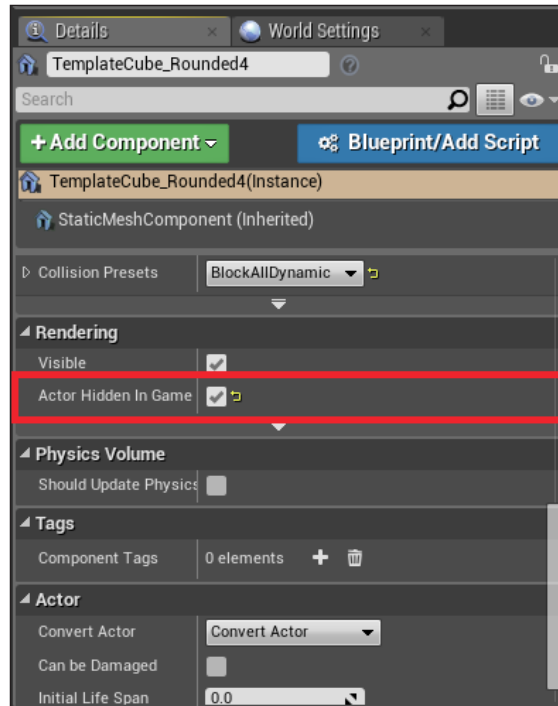 Details
World Settings
TemplateCube_Rounded4
Search
+Add Component
Blueprint/Add Script
TemplateCube_Rounded4(Instance)
StaticMeshComponent (Inherited)
Collision Presets
BlockAllDynamic
Rendering
Visible
Actor Hidden In Game
Physics Volume
Should Update Physics
Tags
Component Tags
0 elements
Actor
Convert Actor
Convert Actor
Can be Damaged
Initial Life Span
0.0